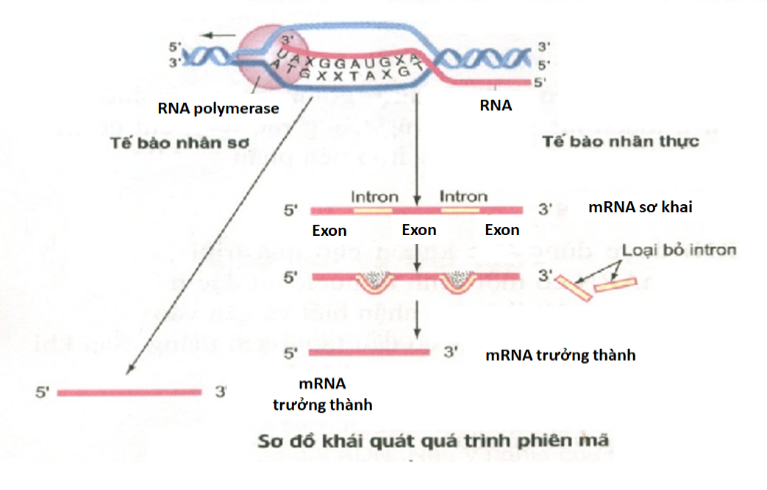 5'
3'
3'
UAXGGAUGXA
ATGXXTAXGT
3'
5'
5'
RNA polymerase
RNA
Tế bào nhân sơ
Tế bào nhân thực
Intron
Intron
5'
3'
mRNA sơ khai
Exon
Exon
Exon
Loại bỏ intron
5'
3'
5'
3'
mRNA trưởng thành
5'
3'
mRNA
trưởng thành
Sơ đồ khái quát quá trình phiên mã